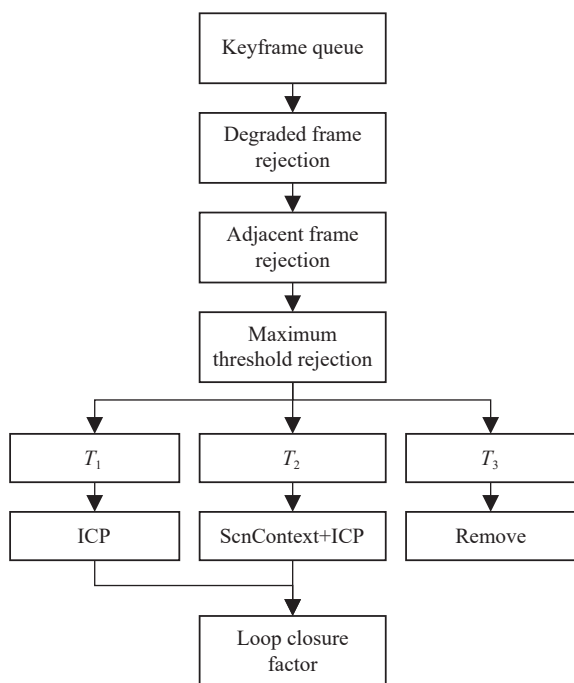 Keyframe queue
Degraded frame
rejection
Adjacent frame
rejection
Maximum
threshold rejection
T₁
T₂
T₃
ICP
ScnContext+ICP
Remove
Loop closure
factor